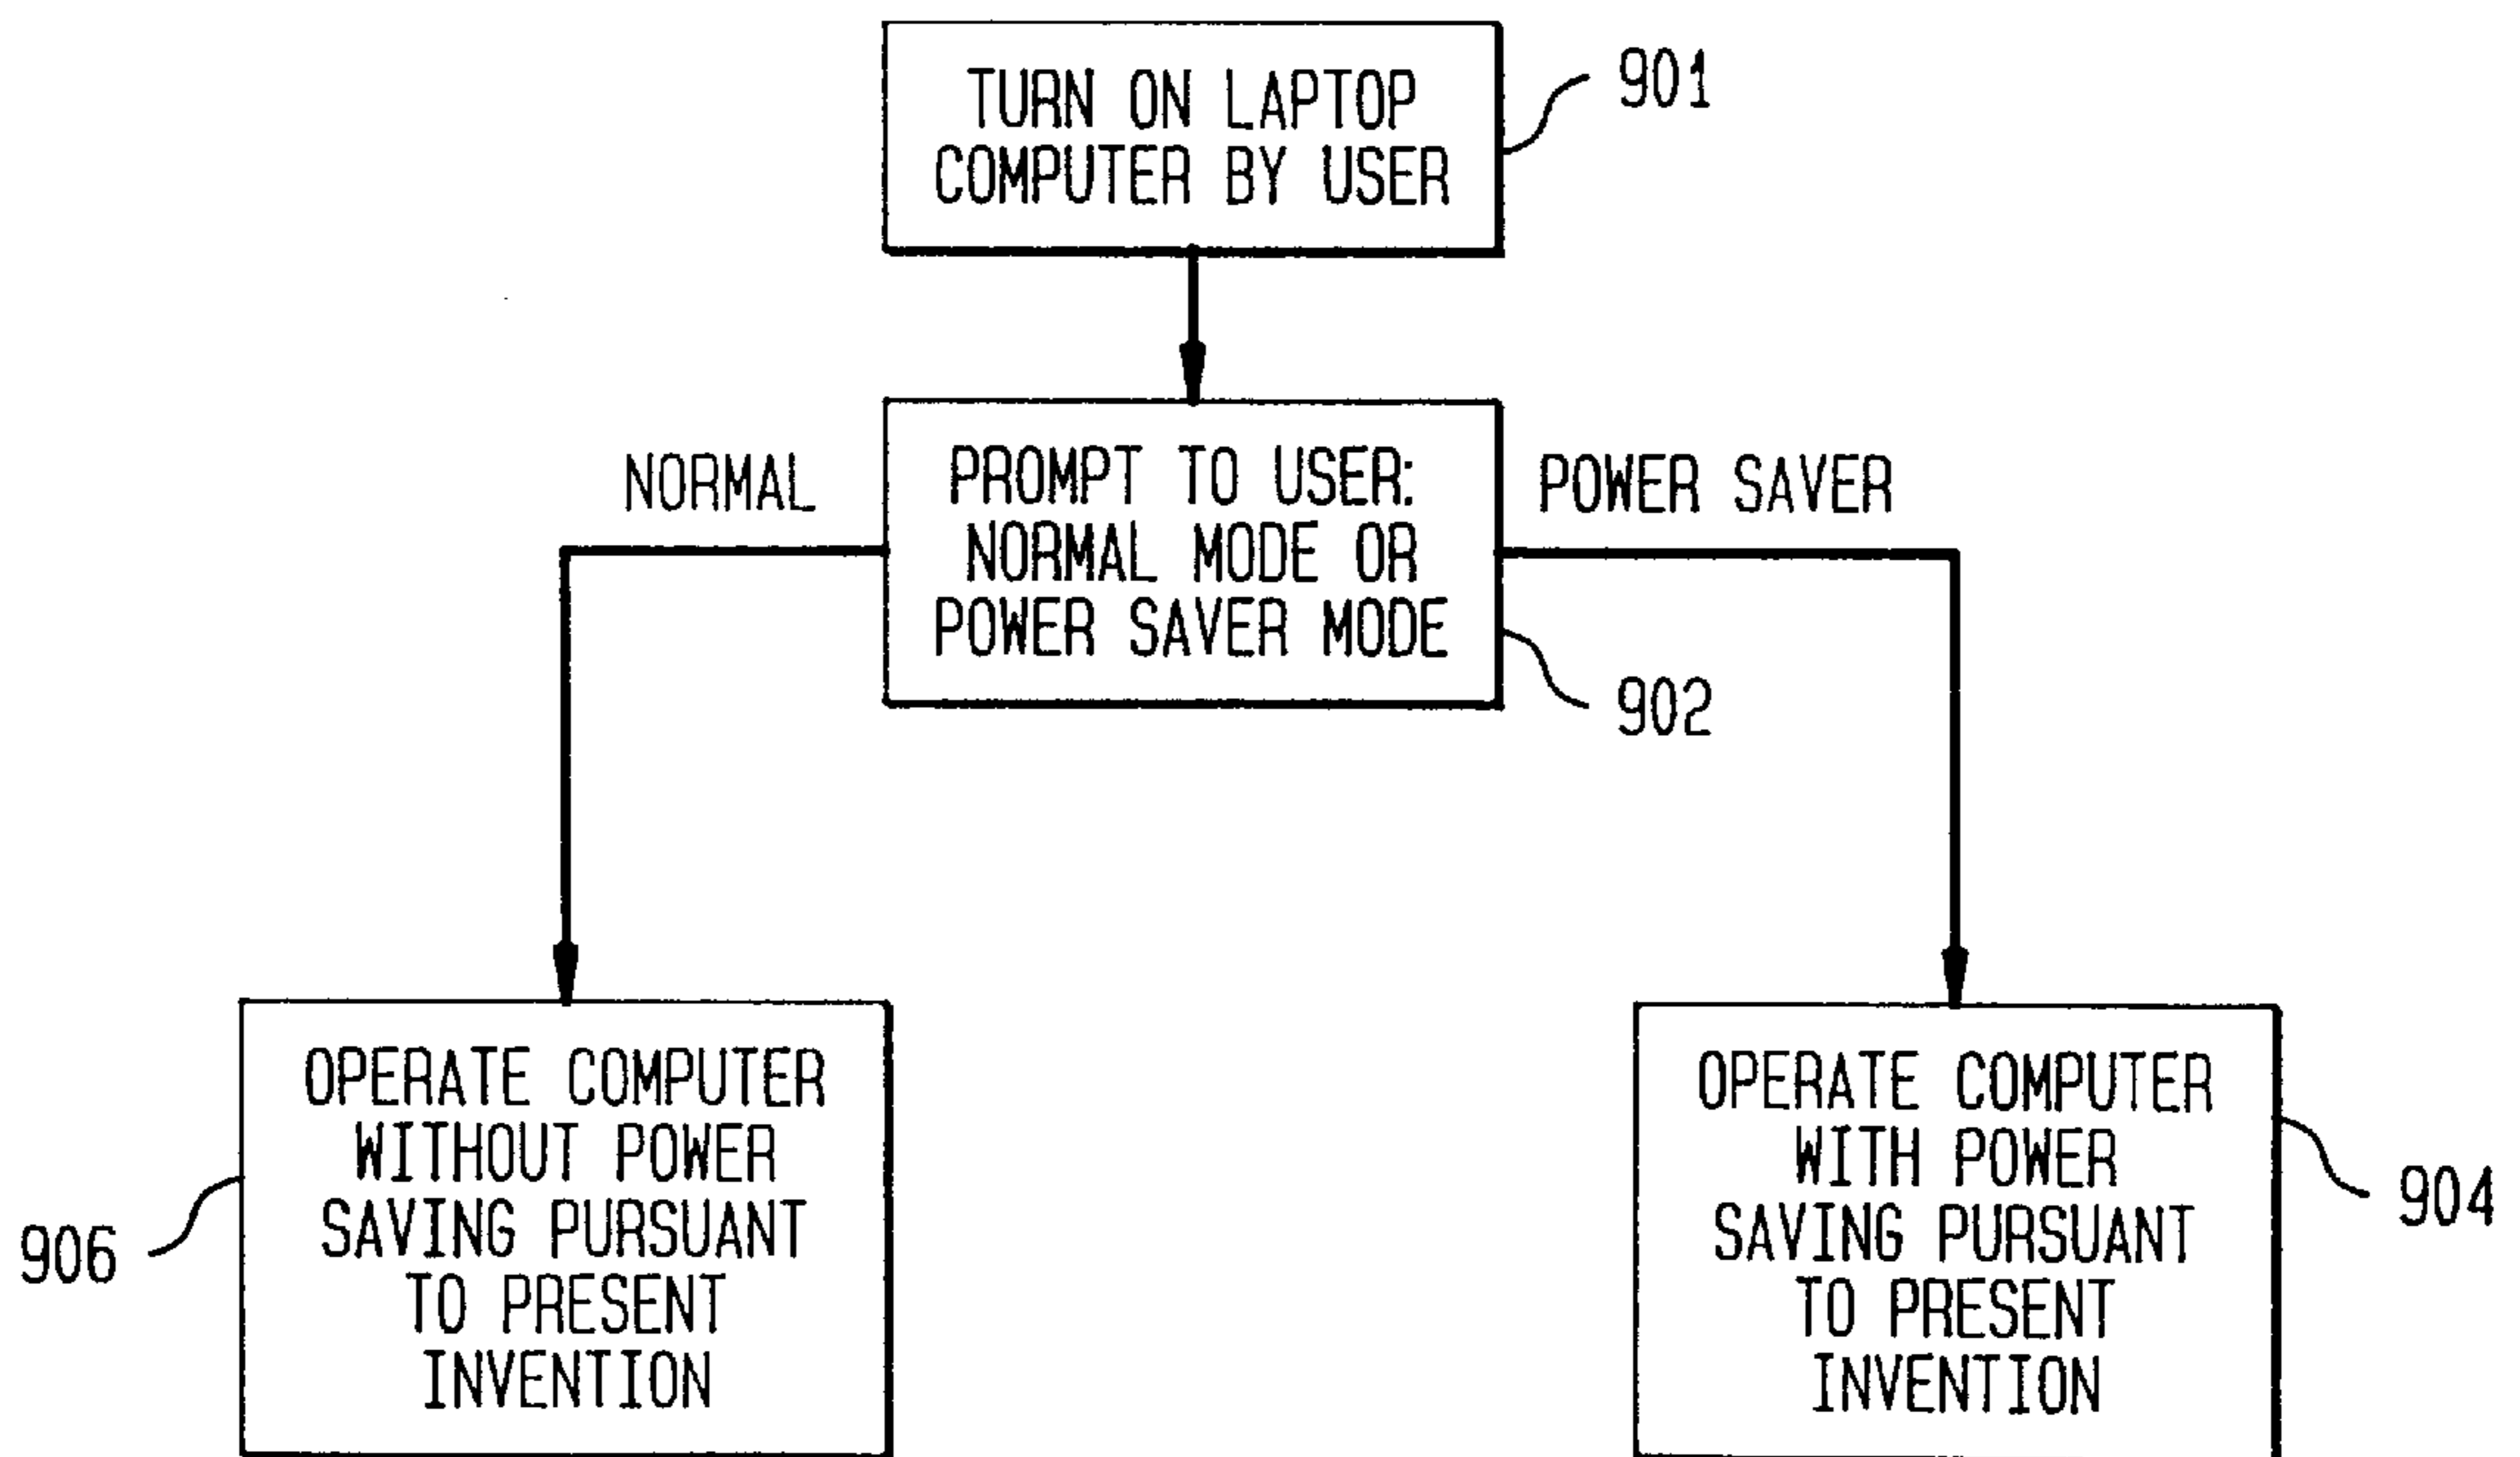 TURN ON LAPTOP
COMPUTER BY USER
901
NORMAL
PROMPT TO USER:
NORMAL MODE OR
POWER SAVER MODE
POWER SAVER
902
OPERATE COMPUTER
WITHOUT POWER
SAVING PURSUANT
TO PRESENT
INVENTION
906
OPERATE COMPUTER
WITH POWER
SAVING PURSUANT
TO PRESENT
INVENTION
904